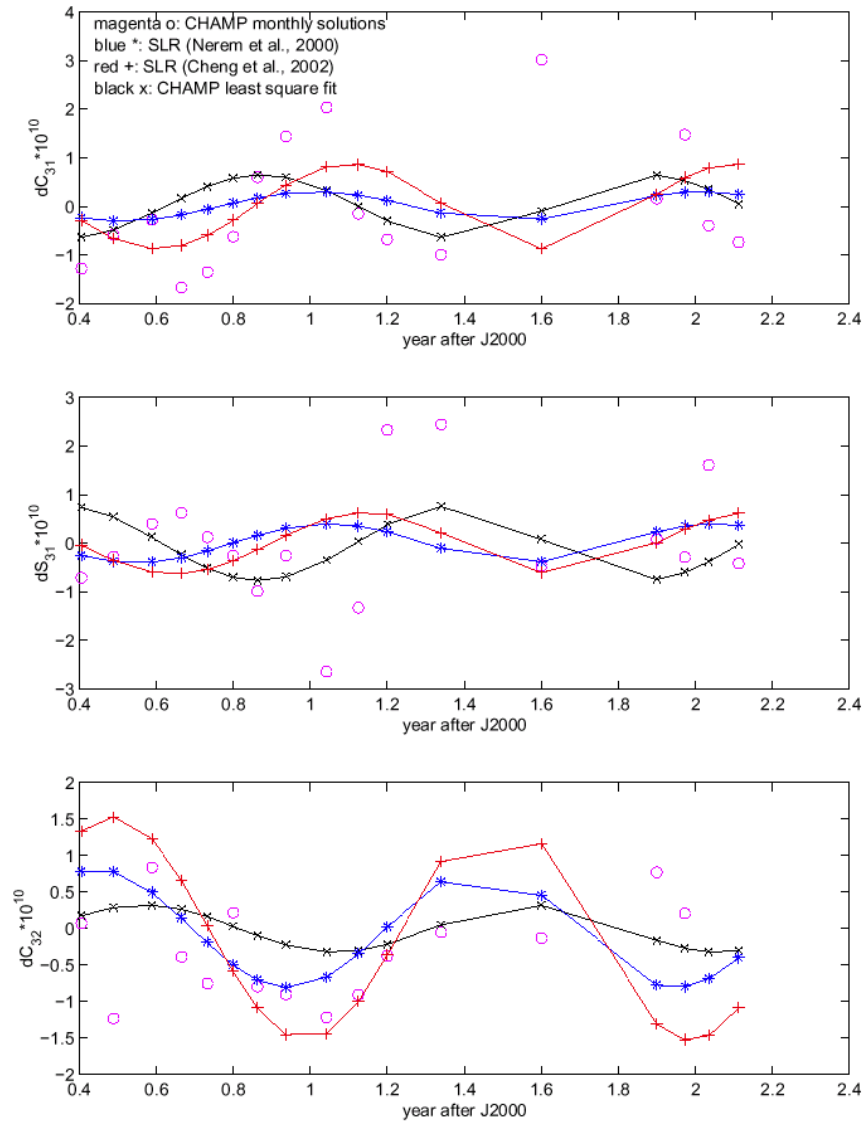 magenta o: CHAMP monthly solutions
blue *: SLR (Nerem et al., 2000)
red +: SLR (Cheng et al., 2002)
black x: CHAMP least square fit
4
3
2
1
0
−1
−2
dC31*10^10
0.4 0.6 0.8 1 1.2 1.4 1.6 1.8 2 2.2 2.4
year after J2000
3
2
1
0
−1
−2
−3
dS31*10^10
0.4 0.6 0.8 1 1.2 1.4 1.6 1.8 2 2.2 2.4
year after J2000
2
1.5
1
0.5
0
−0.5
−1
−1.5
−2
dC32*10^10
0.4 0.6 0.8 1 1.2 1.4 1.6 1.8 2 2.2 2.4
year after J2000